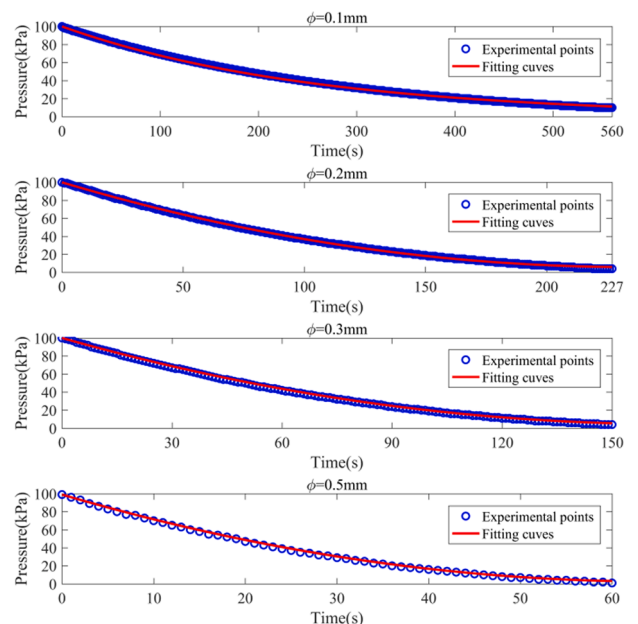 ϕ=0.1mm
Pressure(kPa)
100
80
60
40
20
0
Experimental points
Fitting cuves
0 100 200 300 400 500 560
Time(s)
ϕ=0.2mm
Pressure(kPa)
100
80
60
40
20
0
Experimental points
Fitting cuves
0 50 100 150 200 227
Time(s)
ϕ=0.3mm
Pressure(kPa)
100
80
60
40
20
0
Experimental points
Fitting cuves
0 30 60 90 120 150
Time(s)
ϕ=0.5mm
Pressure(kPa)
100
80
60
40
20
0
Experimental points
Fitting cuves
0 10 20 30 40 50 60
Time(s)